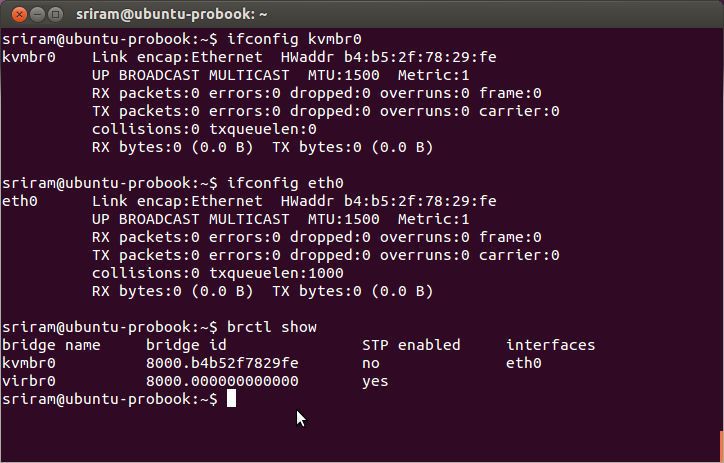 sriram@ubuntu-probook: ~
sriram@ubuntu-probook:~$ ifconfig kvmbr0
kvmbr0    Link encap:Ethernet  HWaddr b4:b5:2f:78:29:fe
          UP BROADCAST MULTICAST  MTU:1500  Metric:1
          RX packets:0 errors:0 dropped:0 overruns:0 frame:0
          TX packets:0 errors:0 dropped:0 overruns:0 carrier:0
          collisions:0 txqueuelen:0
          RX bytes:0 (0.0 B)  TX bytes:0 (0.0 B)

sriram@ubuntu-probook:~$ ifconfig eth0
eth0      Link encap:Ethernet  HWaddr b4:b5:2f:78:29:fe
          UP BROADCAST MULTICAST  MTU:1500  Metric:1
          RX packets:0 errors:0 dropped:0 overruns:0 frame:0
          TX packets:0 errors:0 dropped:0 overruns:0 carrier:0
          collisions:0 txqueuelen:1000
          RX bytes:0 (0.0 B)  TX bytes:0 (0.0 B)

sriram@ubuntu-probook:~$ brctl show
bridge name     bridge id               STP enabled     interfaces
kvmbr0          8000.b4b52f7829fe       no              eth0
virbr0          8000.000000000000       yes
sriram@ubuntu-probook:~$